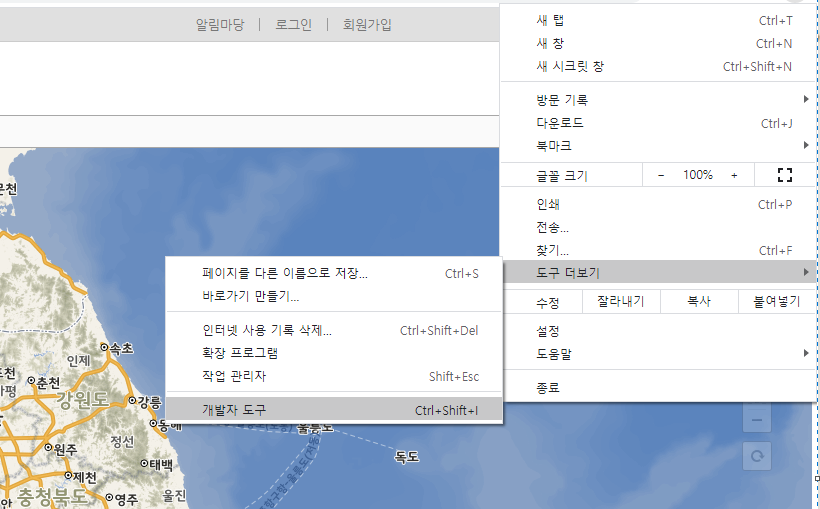 알림마당 | 로그인 | 회원가입
새 탭 Ctrl+T
새 창 Ctrl+N
새 시크릿 창 Ctrl+Shift+N
방문 기록
다운로드 Ctrl+J
북마크
글꼴 크기 - 100% +
인쇄 Ctrl+P
전송...
찾기... Ctrl+F
도구 더보기
수정 잘라내기 복사 붙여넣기
설정
도움말
종료
페이지를 다른 이름으로 저장... Ctrl+S
바로가기 만들기...
인터넷 사용 기록 삭제... Ctrl+Shift+Del
확장 프로그램
작업 관리자 Shift+Esc
개발자 도구 Ctrl+Shift+I
속초
인제
춘천
가평
강원도
강릉
동해
울릉도
정선
원주
태백
독도
제천
충청북도
영주
울진